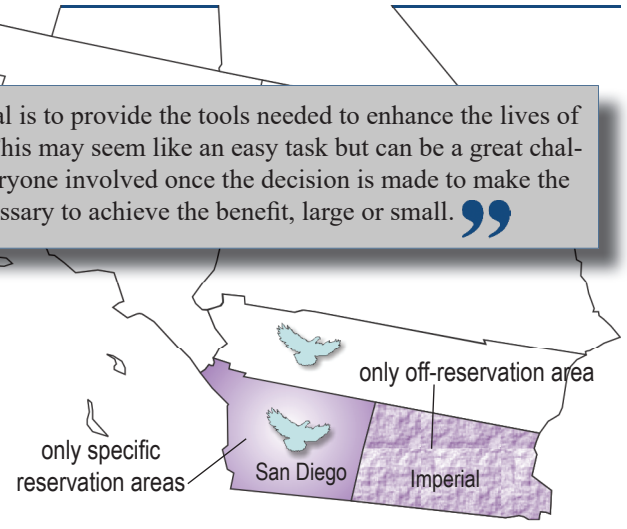 al is to provide the tools needed to enhance the lives of
his may seem like an easy task but can be a great chal-
ryone involved once the decision is made to make the
ssary to achieve the benefit, large or small. ”
only off-reservation area
only specific
reservation areas
San Diego
Imperial